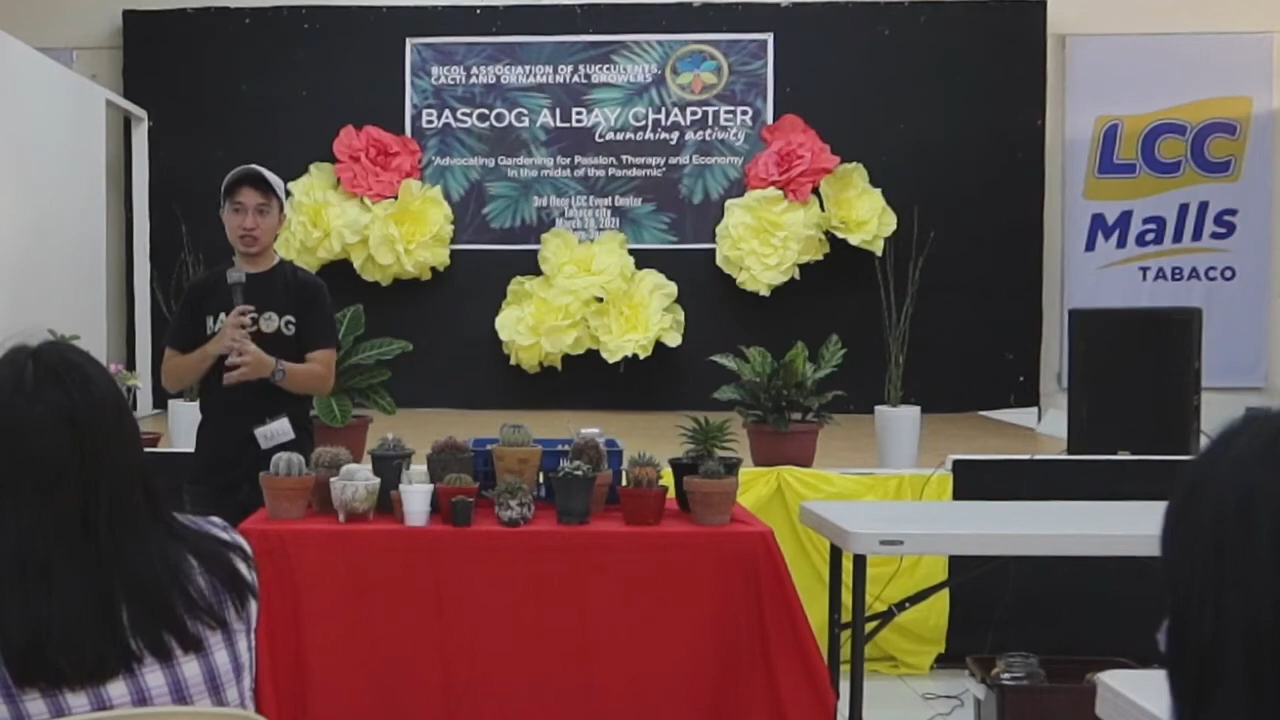 BICOL ASSOCIATION OF SUCCULENTS,
CACTI AND ORNAMENTAL GROWERS
BASCOG ALBAY CHAPTER
Launching activity
"Advocating Gardening for Passion, Therapy and Economy
In the midst of the Pandemic"
3rd floor LCC Event Center
Tabaco city
March 28, 2021
LCC
Malls
TABACO
BASCOG